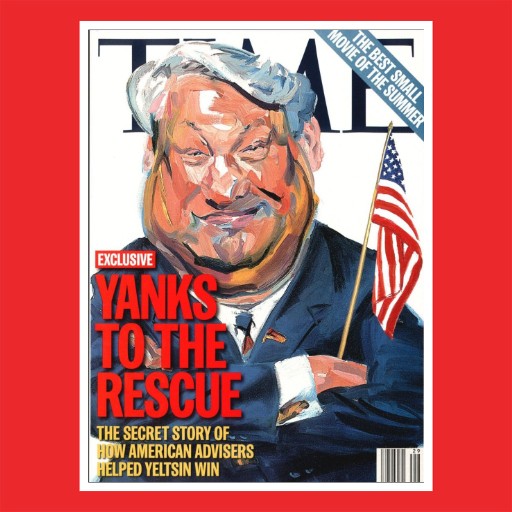 TIME
THE BEST SMALL
MOVIE OF THE SUMMER
EXCLUSIVE
YANKS
TO THE
RESCUE
THE SECRET STORY OF
HOW AMERICAN ADVISERS
HELPED YELTSIN WIN
29